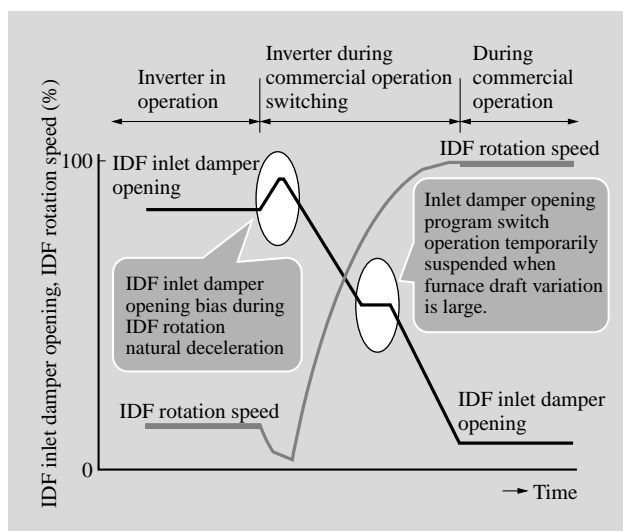 Inverter in
operation
Inverter during
commercial operation
switching
During
commercial
operation
IDF inlet damper opening, IDF rotation speed (%)
100
IDF inlet damper
opening
IDF rotation speed
Inlet damper opening
program switch
operation temporarily
suspended when
furnace draft variation
is large.
IDF inlet damper
opening bias during
IDF rotation
natural deceleration
IDF rotation speed
IDF inlet damper
opening
0
Time